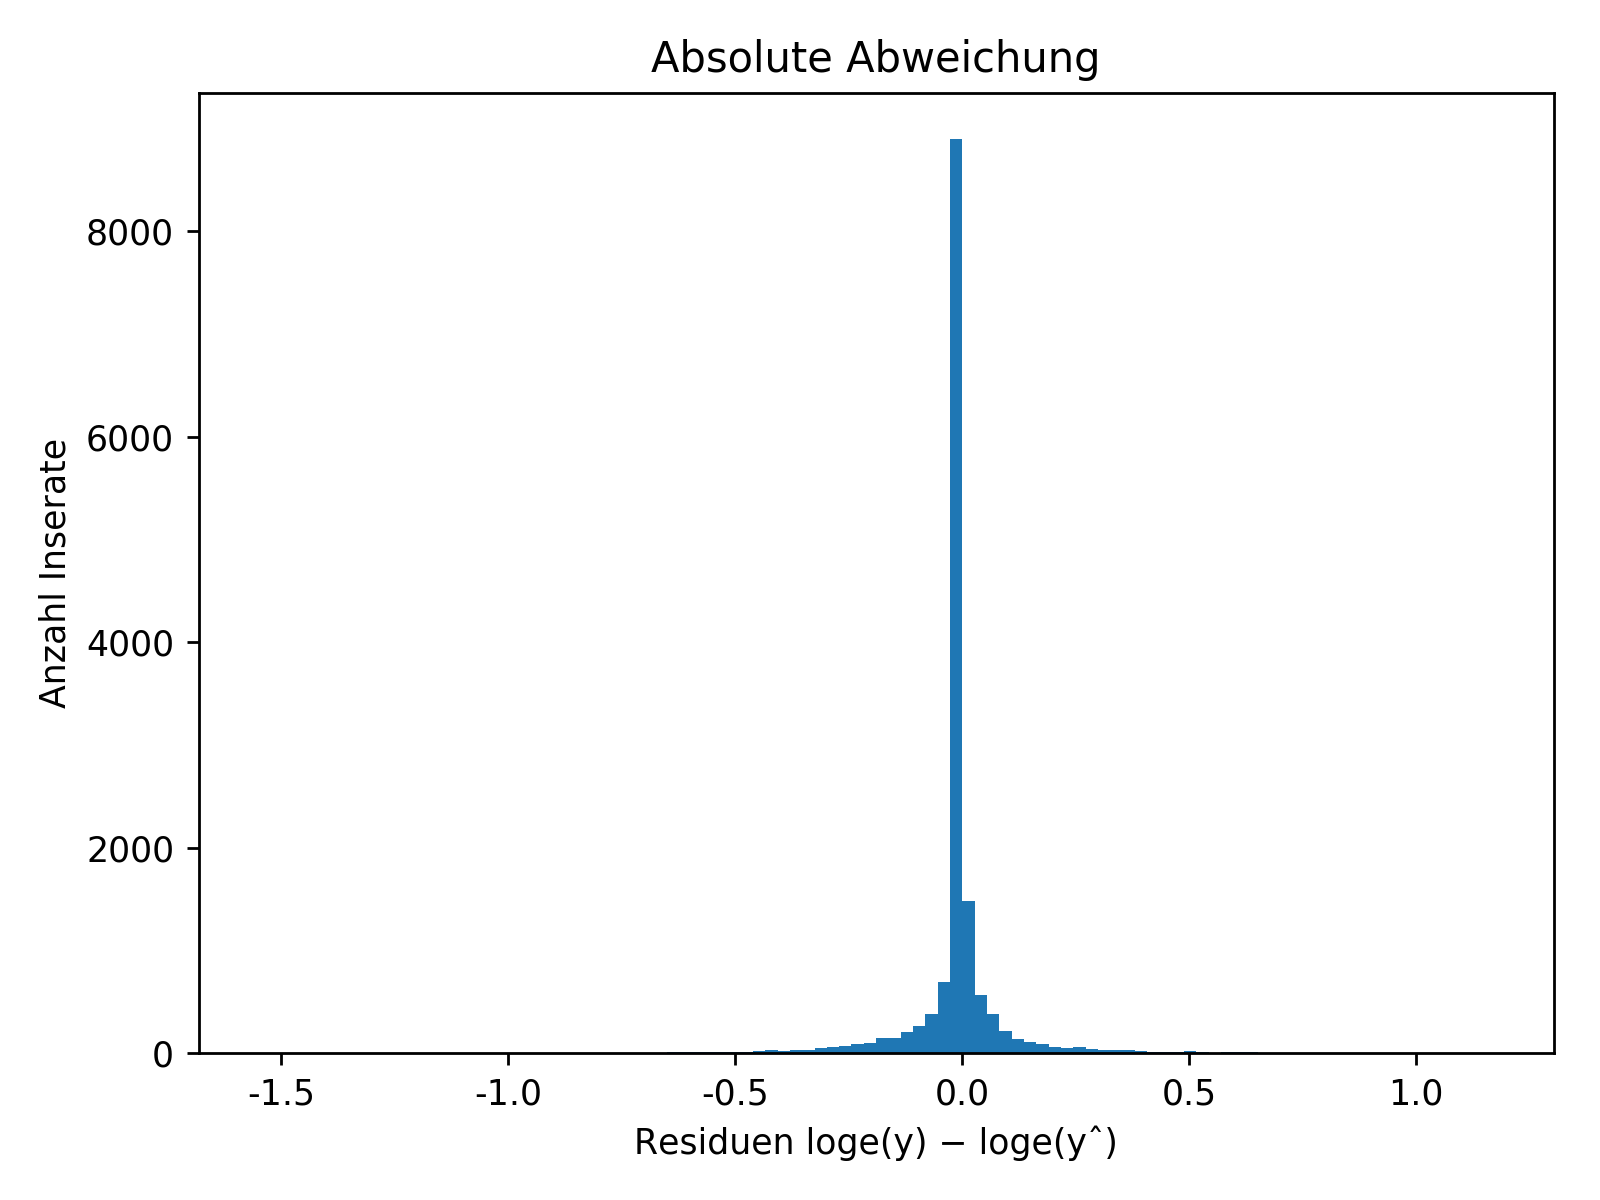 Absolute Abweichung
Anzahl Inserate
8000
6000
4000
2000
0
-1.5 -1.0 -0.5 0.0 0.5 1.0
Residuen loge(y) − loge(yˆ)